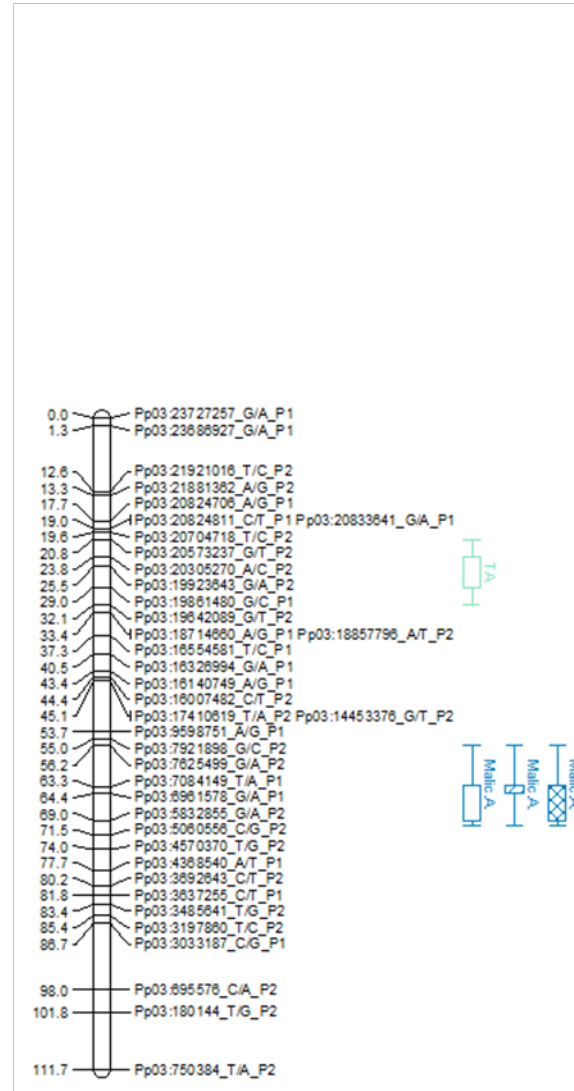 0.0 Pp03:23727257_G/A_P1
1.3 Pp03:23686927_G/A_P1
12.6 Pp03:21921016_T/C_P2
13.3 Pp03:21881362_A/G_P2
17.7 Pp03:20824706_A/G_P1
19.0 Pp03:20824811_C/T_P1 Pp03:20833641_G/A_P1
19.6 Pp03:20704718_T/C_P2
20.8 Pp03:20573237_G/T_P2
23.8 Pp03:20305270_A/C_P2
25.5 Pp03:19923643_G/A_P2
29.0 Pp03:19861480_G/C_P1
32.1 Pp03:19642089_G/T_P2
33.4 Pp03:18714660_A/G_P1 Pp03:18857796_A/T_P2
37.3 Pp03:16554581_T/C_P1
40.5 Pp03:16326994_G/A_P1
43.4 Pp03:16140749_A/G_P1
44.4 Pp03:16007482_C/T_P2
45.1 Pp03:17410619_T/A_P2 Pp03:14453376_G/T_P2
53.7 Pp03:9598751_A/G_P1
55.0 Pp03:7921898_G/C_P2
56.2 Pp03:7625499_G/A_P2
63.3 Pp03:7084149_T/A_P1
64.4 Pp03:6961578_G/A_P1
69.0 Pp03:5832855_G/A_P2
71.5 Pp03:5060556_C/G_P2
74.0 Pp03:4570370_T/G_P2
77.7 Pp03:4368540_A/T_P1
80.2 Pp03:3692643_C/T_P2
81.8 Pp03:3637255_C/T_P1
83.4 Pp03:3485641_T/G_P2
85.4 Pp03:3197860_T/C_P2
86.7 Pp03:3033187_C/G_P1
98.0 Pp03:695576_C/A_P2
101.8 Pp03:180144_T/G_P2
111.7 Pp03:750384_T/A_P2
TA
Malic.A
Malic.A
Malic.A